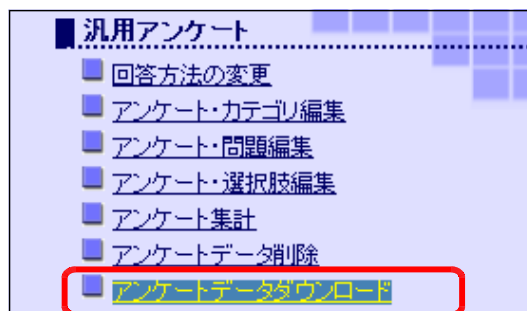 汎用アンケート
回答方法の変更
アンケート・カテゴリ編集
アンケート・問題編集
アンケート・選択肢編集
アンケート集計
アンケートデータ削除
アンケートデータダウンロード